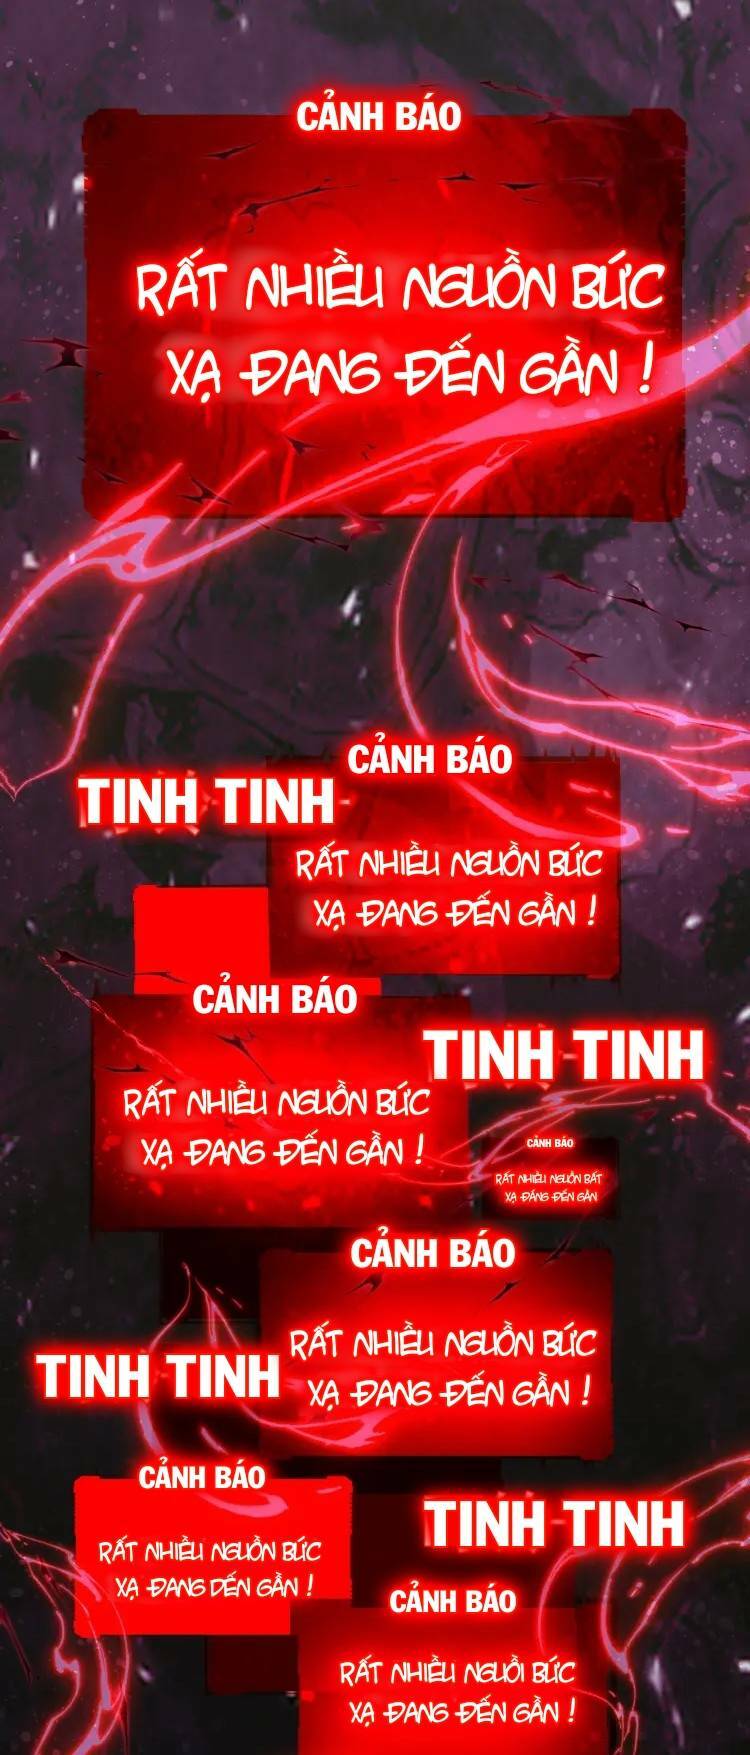 CẢNH BÁO
RẤT NHIỀU NGUỒN BỨC
XẠ ĐANG ĐẾN GẦN !
CẢNH BÁO
TINH TINH
RẤT NHIỀU NGUỒN BỨC
XẠ ĐANG ĐẾN GẦN !
CẢNH BÁO
TINH TINH
RẤT NHIỀU NGUỒN BỨC
XẠ ĐANG ĐẾN GẦN !
CẢNH BÁO
RẤT NHIỀU NGUỒN BẤT
XẠ ĐÁNG ĐẾN GẦN
CẢNH BÁO
RẤT NHIỀU NGUỒN BỨC
TINH TINH
XẠ ĐANG ĐẾN GẦN !
CẢNH BÁO
TINH TINH
RẤT NHIỀU NGUỒN BỨC
XẠ ĐANG DẾN GẦN !
CẢNH BÁO
RẤT NHIỀU NGUỒI BỨC
XẠ ĐANG ĐẾN GẦN !